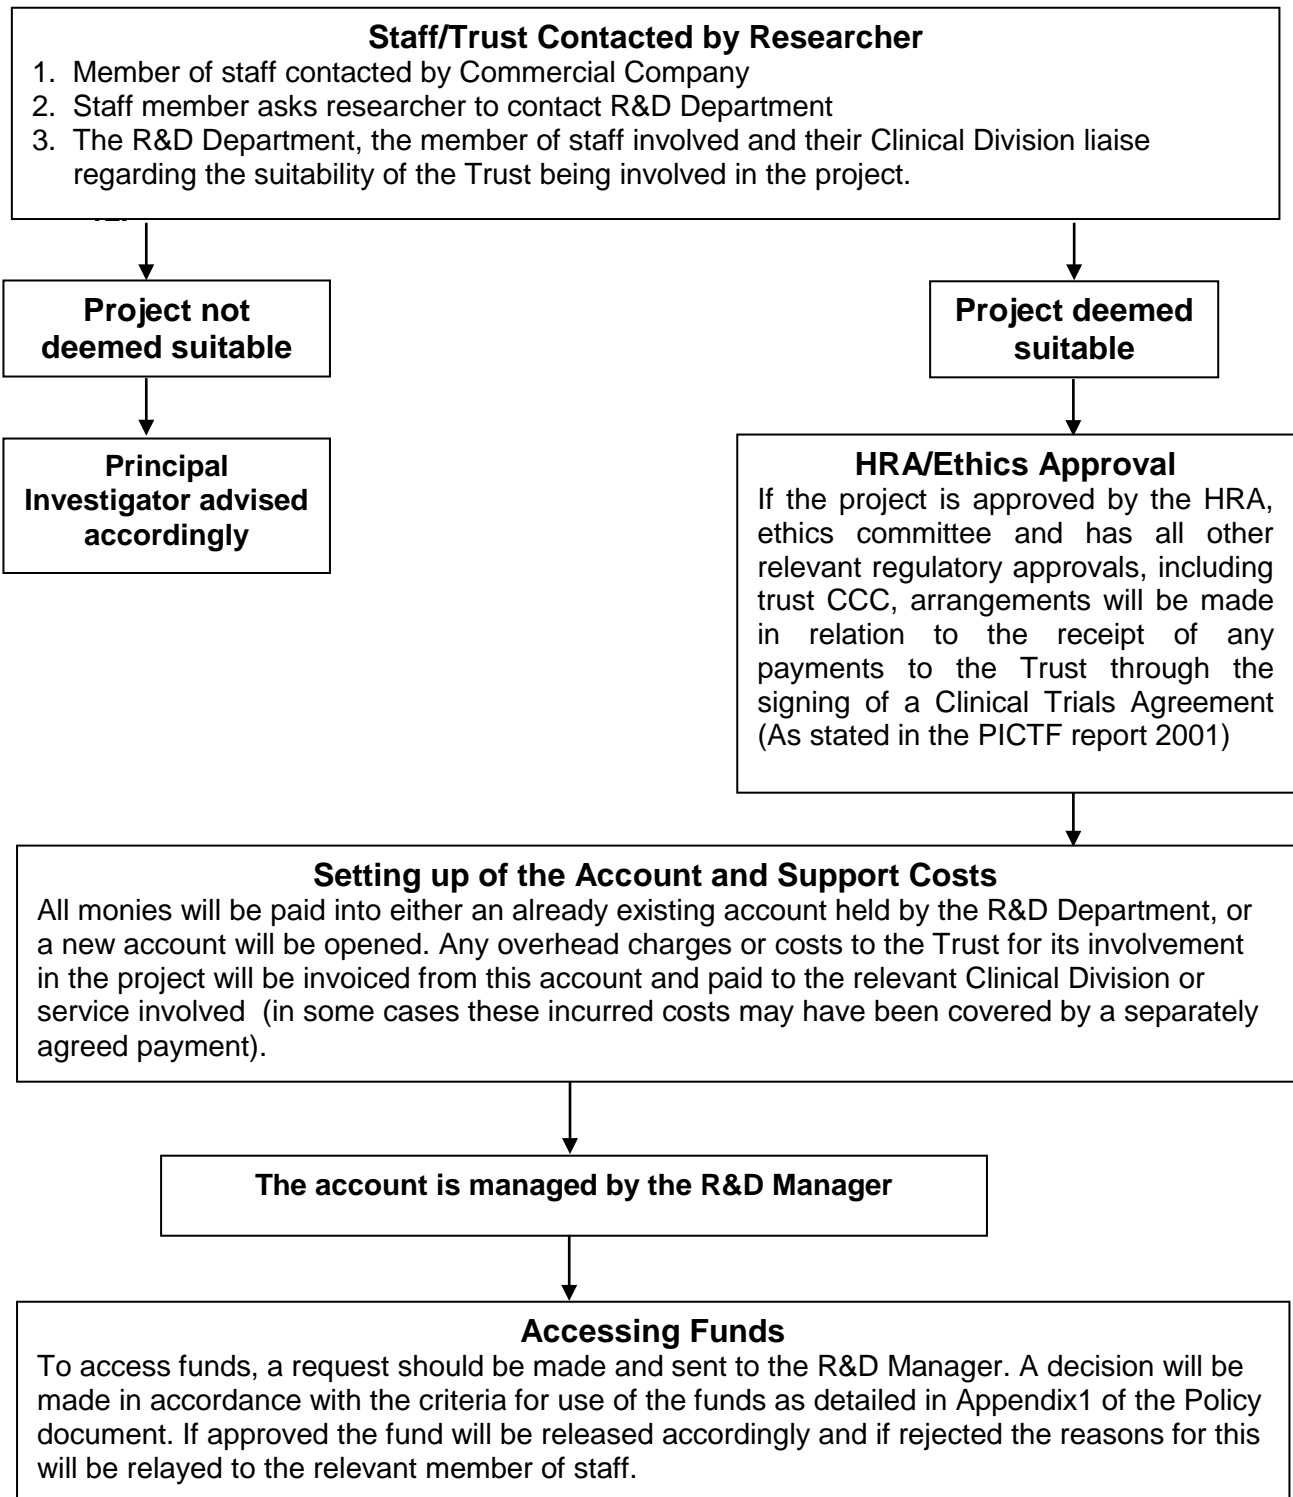 Staff/Trust Contacted by Researcher
1. Member of staff contacted by Commercial Company
2. Staff member asks researcher to contact R&D Department
3. The R&D Department, the member of staff involved and their Clinical Division liaise
regarding the suitability of the Trust being involved in the project.
Project not
deemed suitable
Project deemed
suitable
Principal
Investigator advised
accordingly
HRA/Ethics Approval
If the project is approved by the HRA,
ethics committee and has all other
relevant regulatory approvals, including
trust CCC, arrangements will be made
in relation to the receipt of any
payments to the Trust through the
signing of a Clinical Trials Agreement
(As stated in the PICTF report 2001)
Setting up of the Account and Support Costs
All monies will be paid into either an already existing account held by the R&D Department, or
a new account will be opened. Any overhead charges or costs to the Trust for its involvement
in the project will be invoiced from this account and paid to the relevant Clinical Division or
service involved (in some cases these incurred costs may have been covered by a separately
agreed payment).
The account is managed by the R&D Manager
Accessing Funds
To access funds, a request should be made and sent to the R&D Manager. A decision will be
made in accordance with the criteria for use of the funds as detailed in Appendix1 of the Policy
document. If approved the fund will be released accordingly and if rejected the reasons for this
will be relayed to the relevant member of staff.